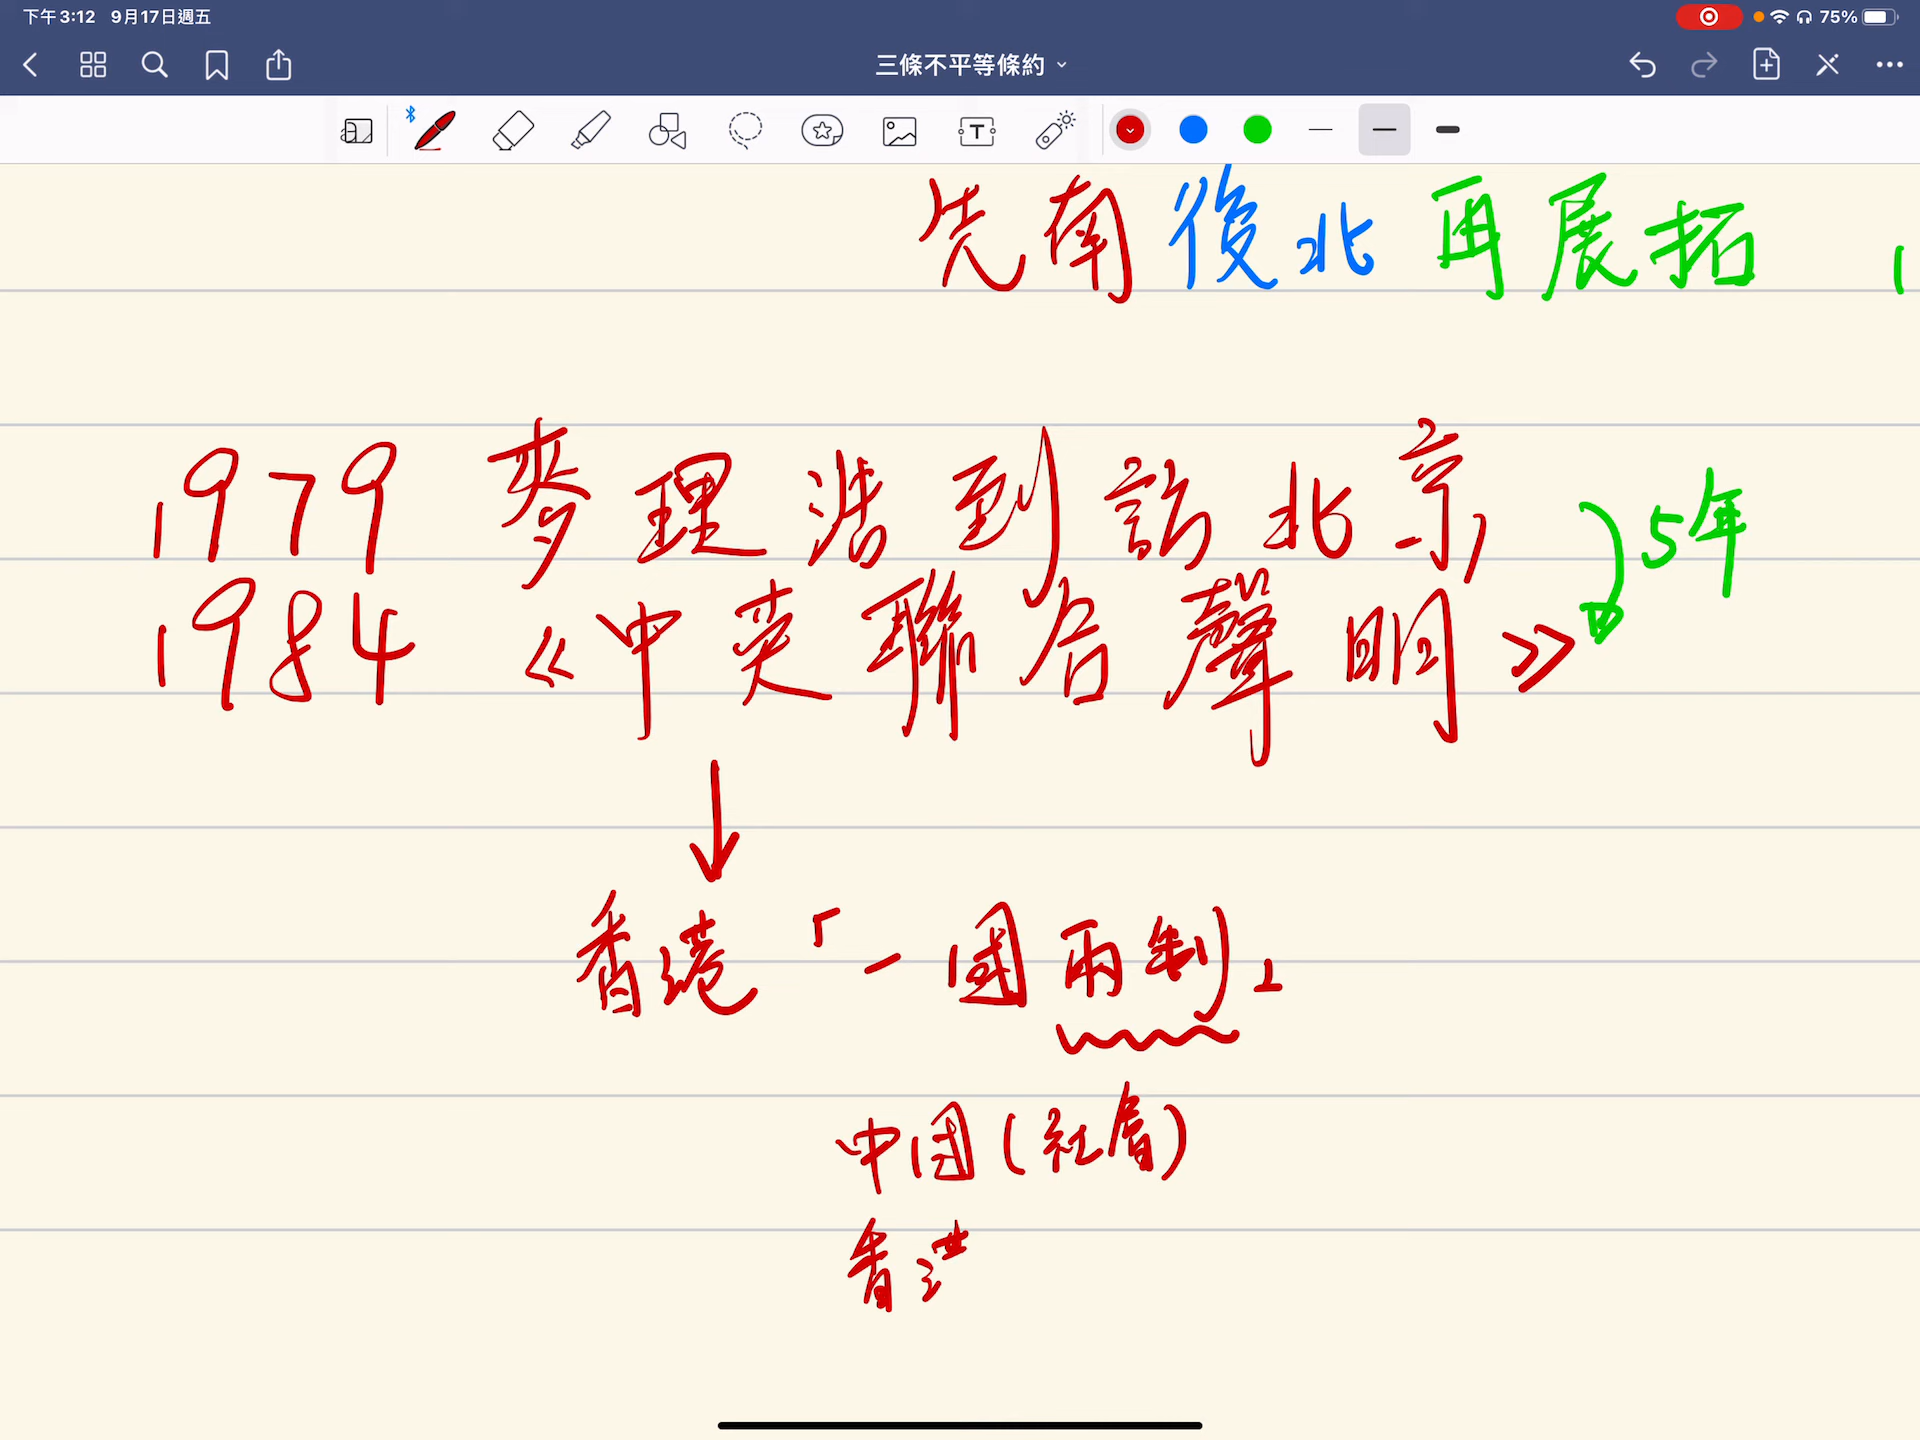 下午3:12 9月17日週五 75%
三條不平等條約
先南後北再展拓
1979 麥理浩到訪北京
5年
1984 《中英聯合聲明》
香港「一國兩制」
中國(社會)
香港